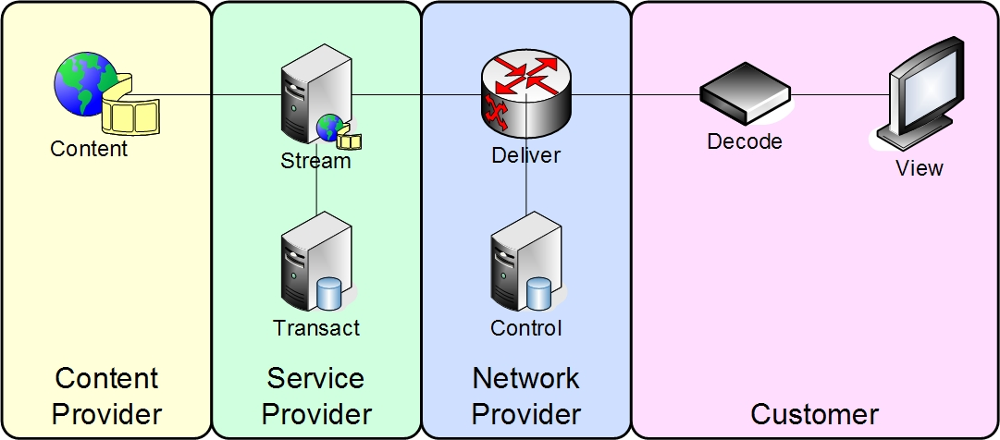 Content
Stream
Deliver
Decode
View
Transact
Control
Content
Provider
Service
Provider
Network
Provider
Customer